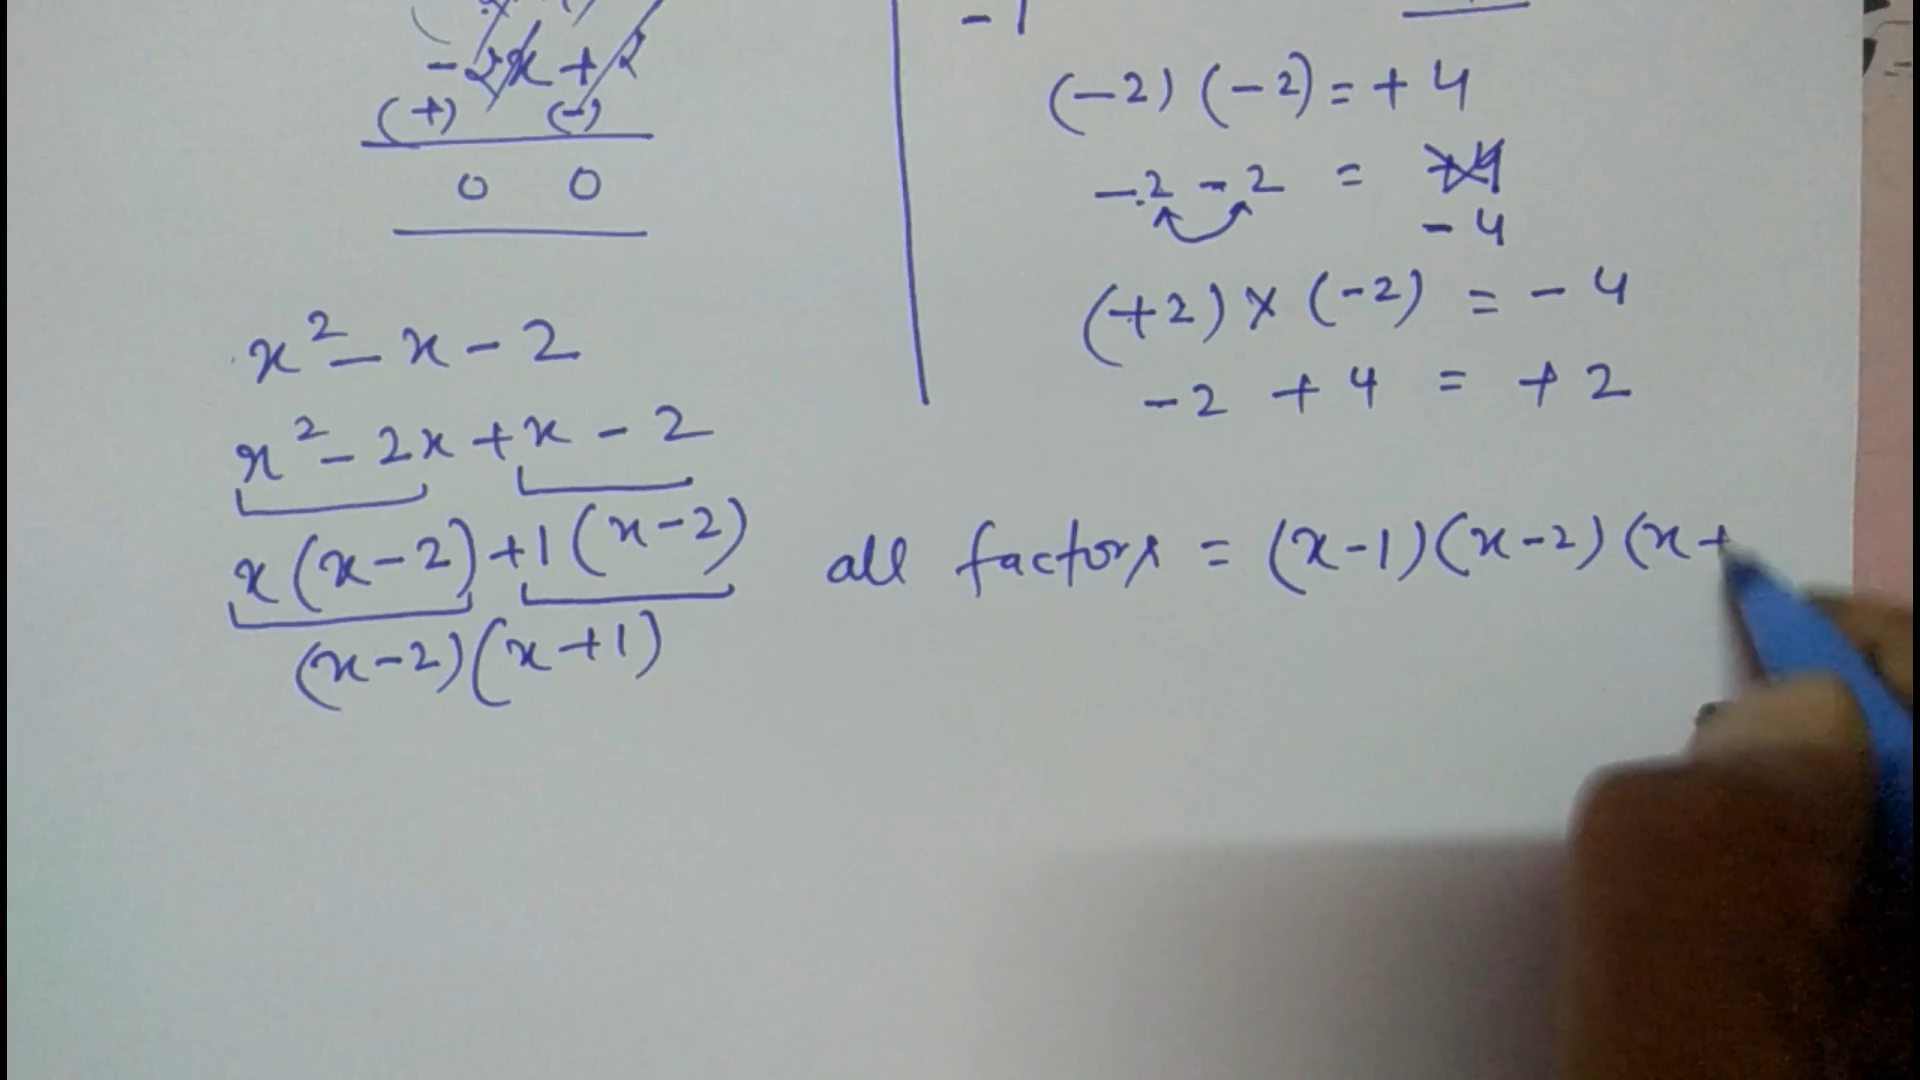 -2x+2
(+) (-)
0 0
x²-x-2
x²-2x+x-2
x(x-2)+1(x-2)
(x-2)(x+1)
-1
(-2)(-2)=+4
-2-2 =
-4
(+2)×(-2) = -4
-2 +4 = +2
all factors = (x-1)(x-2)(x+